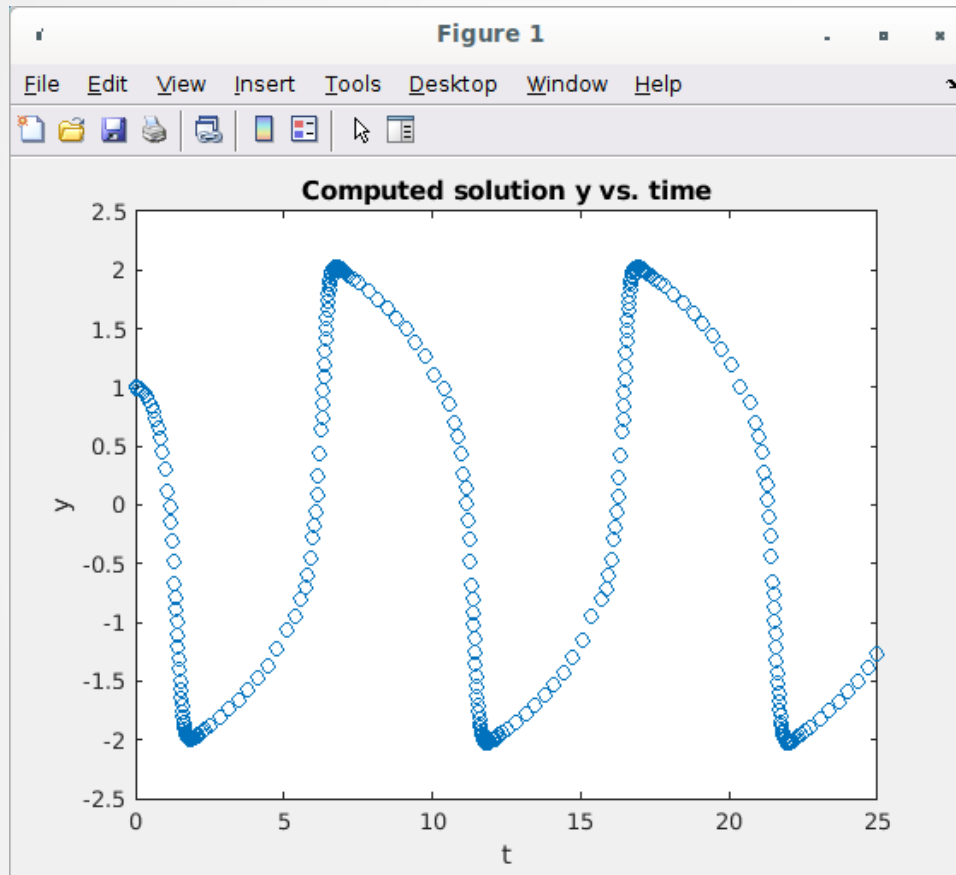 Figure 1
File Edit View Insert Tools Desktop Window Help
Computed solution y vs. time
2.5
2
1.5
1
0.5
0
-0.5
-1
-1.5
-2
-2.5
y
0 5 10 15 20 25
t